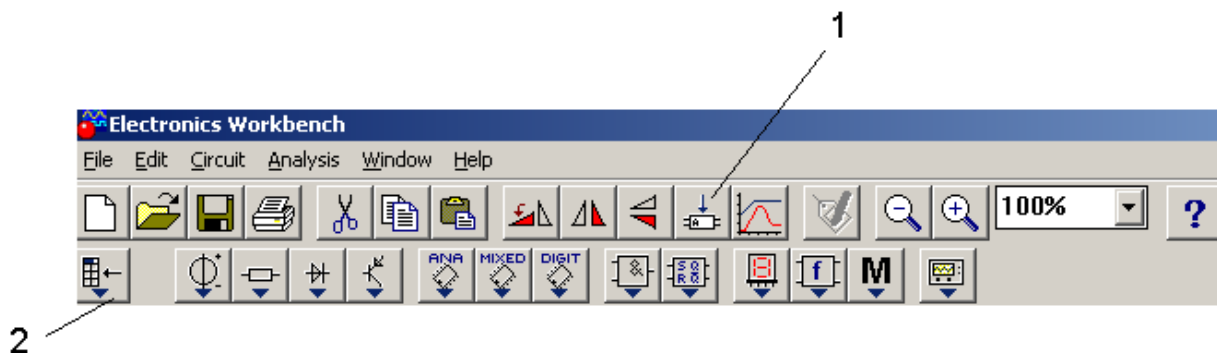 1
Electronics Workbench
File Edit Circuit Analysis Window Help
A 100% ?
ANA MIXED DIGIT & S Q R Q f M
2